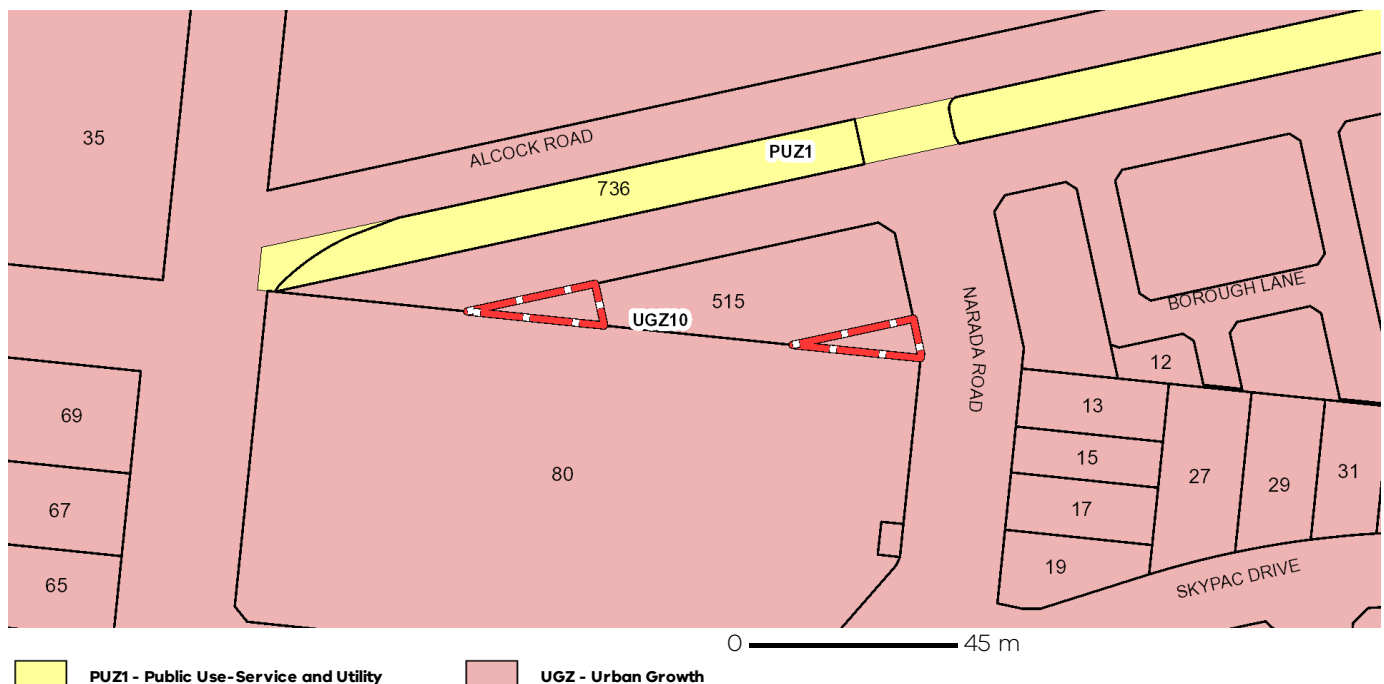 35
ALCOCK ROAD
PUZ1
736
515
UGZ10
NARADA ROAD
BOROUGH LANE
12
69
13
15
80
27
29
31
67
17
65
19
SKYPAC DRIVE
0 45 m
PUZ1 - Public Use-Service and Utility
UGZ - Urban Growth